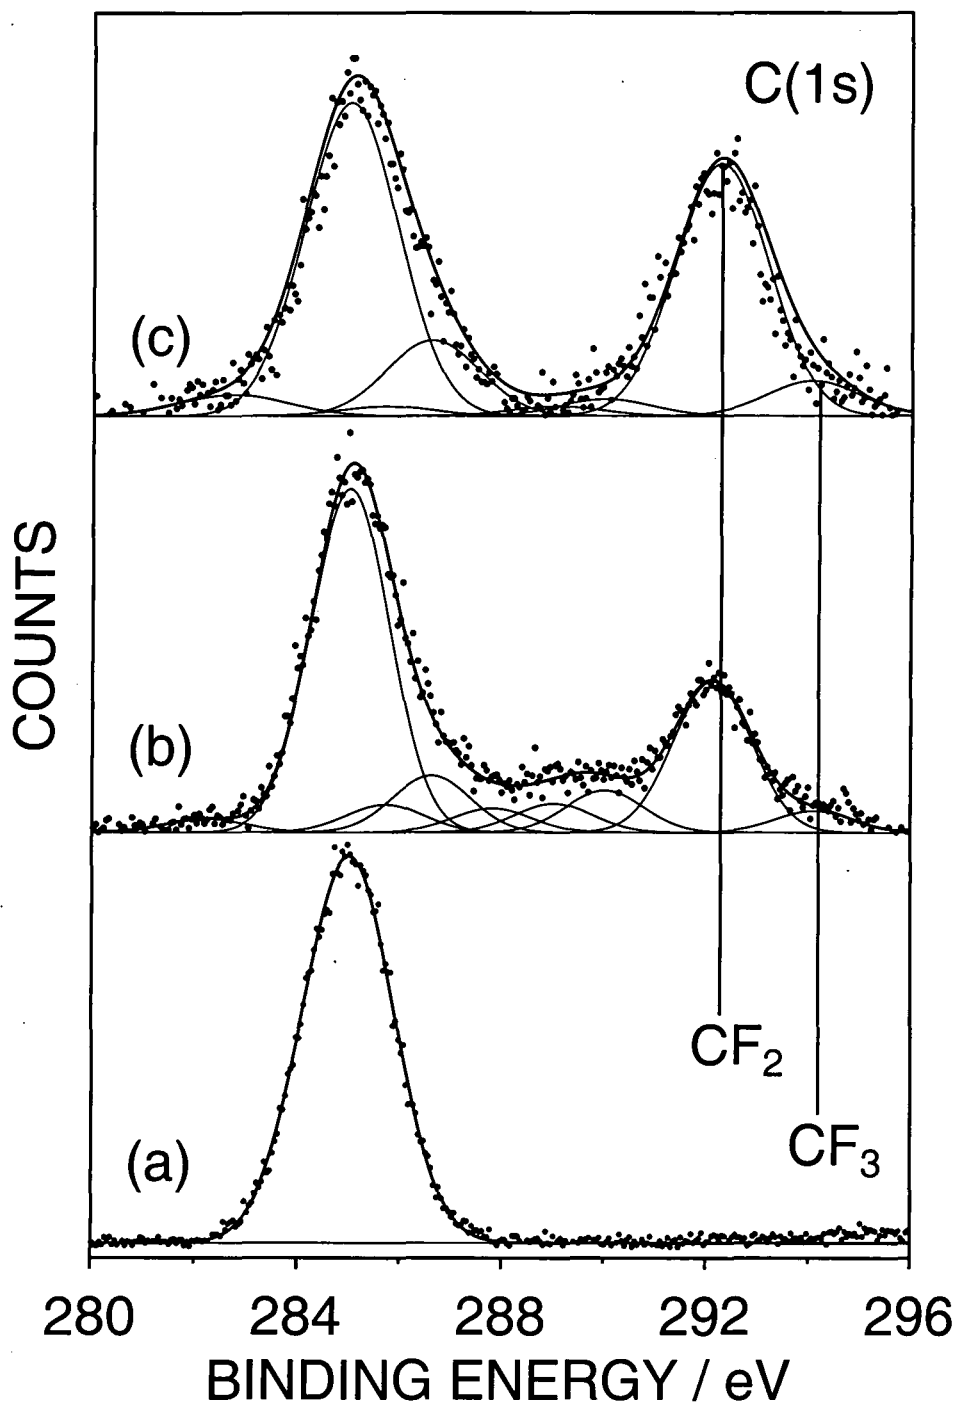 C(1s)
(c)
(b)
(a)
COUNTS
CF₂
CF₃
280 284 288 292 296
BINDING ENERGY / eV